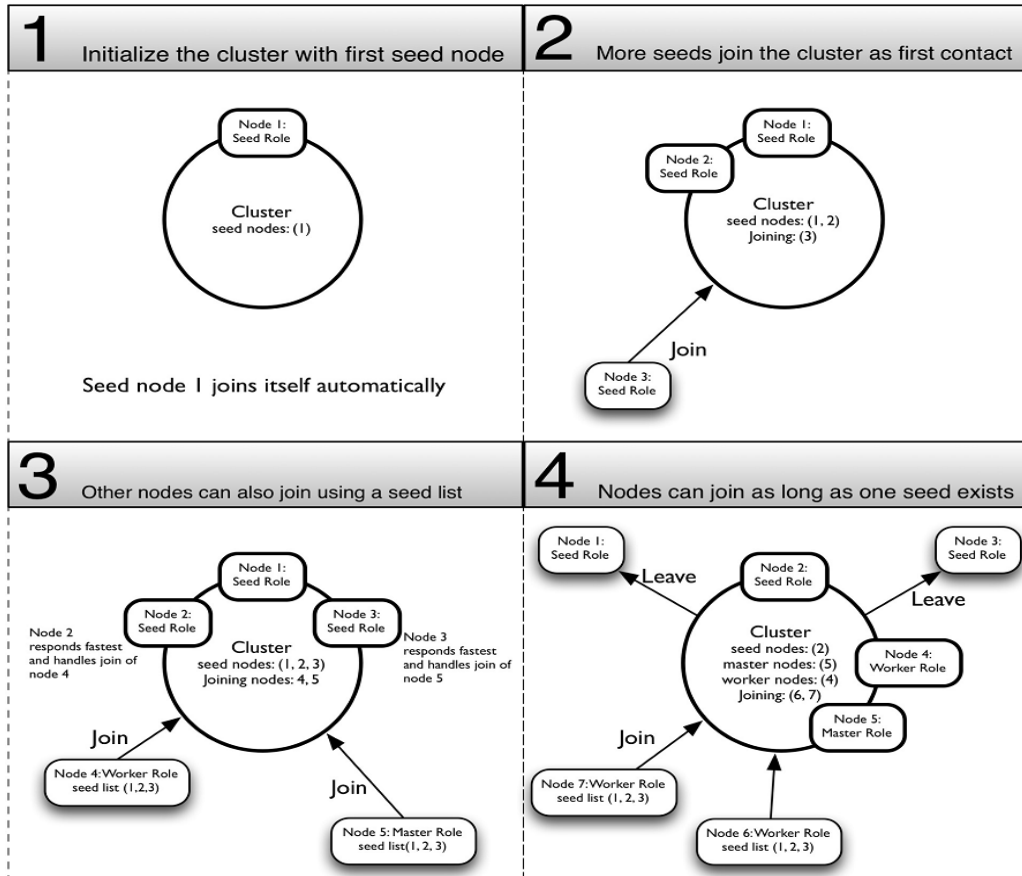 1 Initialize the cluster with first seed node
Node 1:
Seed Role
Cluster
seed nodes: (1)
Seed node 1 joins itself automatically
2 More seeds join the cluster as first contact
Node 1:
Seed Role
Node 2:
Seed Role
Cluster
seed nodes: (1, 2)
Joining: (3)
Join
Node 3:
Seed Role
3 Other nodes can also join using a seed list
Node 1:
Seed Role
Node 2:
Seed Role
Node 3:
Seed Role
Node 2
responds fastest
and handles join of
node 4
Cluster
seed nodes: (1, 2, 3)
Joining nodes: 4, 5
Node 3
responds fastest
and handles join of
node 5
Join
Node 4:Worker Role
seed list (1,2,3)
Join
Node 5: Master Role
seed list(1, 2, 3)
4 Nodes can join as long as one seed exists
Node 1:
Seed Role
Leave
Node 2:
Seed Role
Node 3:
Seed Role
Leave
Cluster
seed nodes: (2)
master nodes: (5)
worker nodes: (4)
Joining: (6, 7)
Node 4:
Worker Role
Node 5:
Master Role
Join
Node 7:Worker Role
seed list (1, 2, 3)
Node 6:Worker Role
seed list (1, 2, 3)